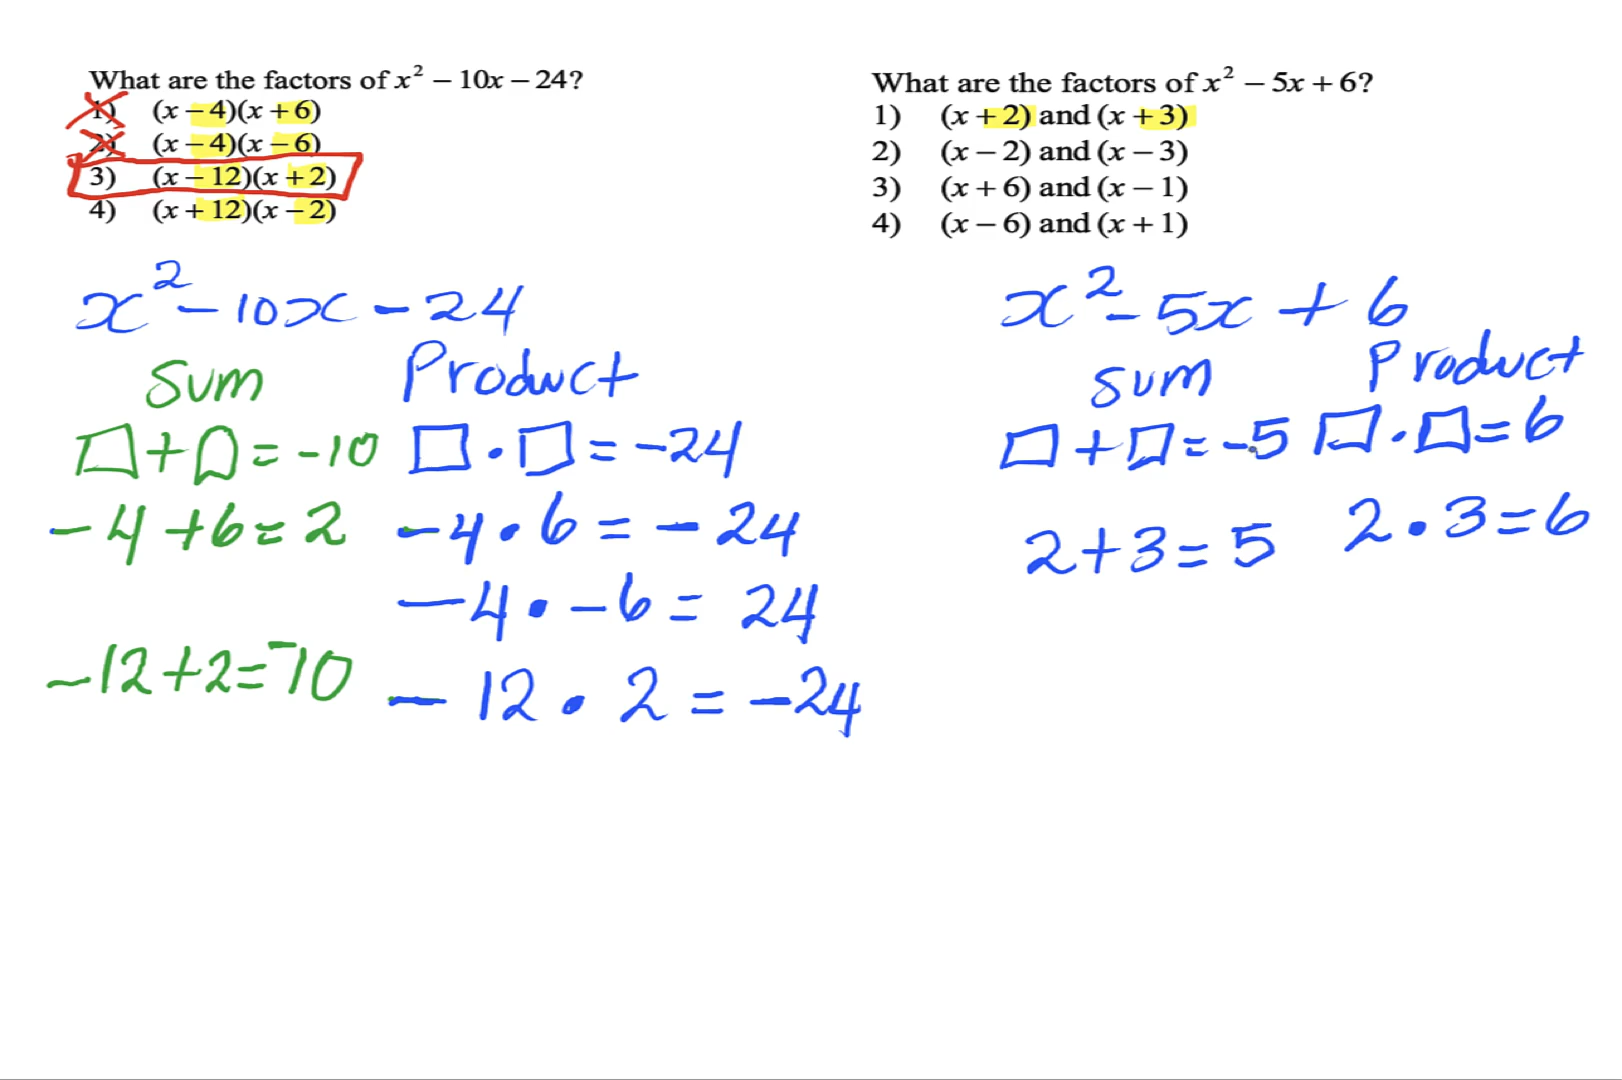 What are the factors of x² – 10x – 24?
1) (x – 4)(x + 6)
2) (x – 4)(x – 6)
3) (x – 12)(x + 2)
4) (x + 12)(x – 2)
x² – 10x – 24
Sum Product
□ + □ = -10 □ · □ = -24
-4 + 6 = 2 -4 · 6 = -24
-4 · -6 = 24
-12 + 2 = ⁻10 -12 · 2 = -24
What are the factors of x² – 5x + 6?
1) (x + 2) and (x + 3)
2) (x – 2) and (x – 3)
3) (x + 6) and (x – 1)
4) (x – 6) and (x + 1)
x² – 5x + 6
Sum Product
□ + □ = -5 □ · □ = 6
2 + 3 = 5 2 · 3 = 6